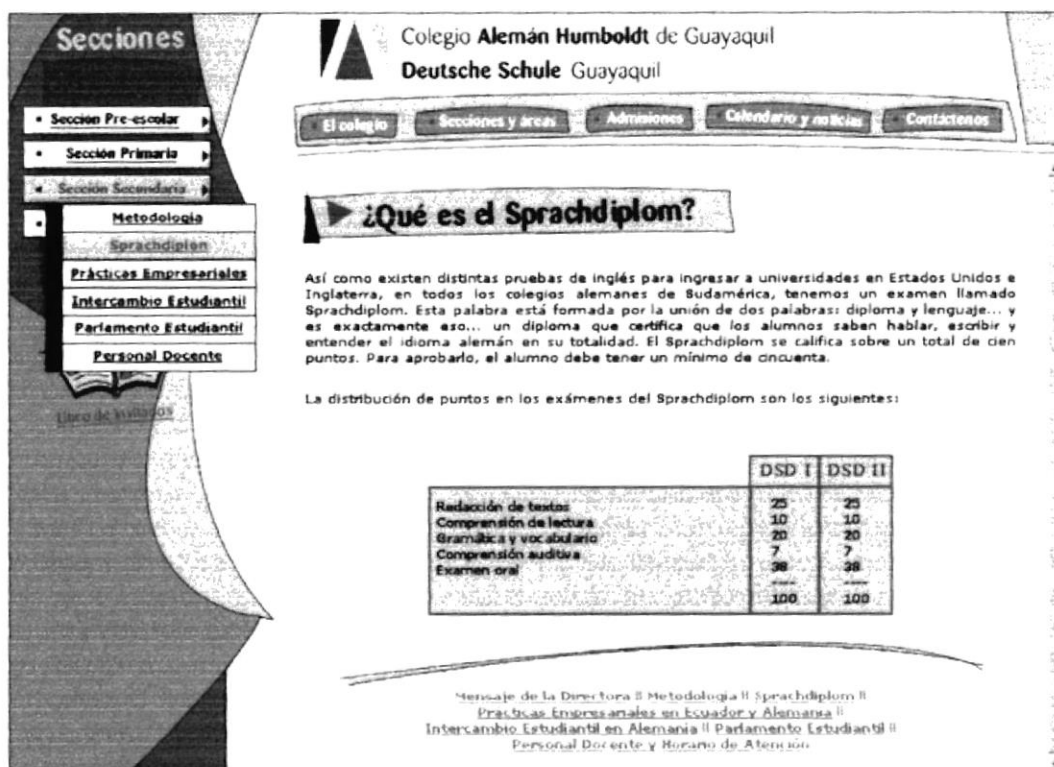 Secciones
Colegio Alemán Humboldt de Guayaquil
Deutsche Schule Guayaquil
El colegio
Secciones y áreas
Admisiones
Calendario y noticias
Contáctenos
Sección Pre-escolar
Sección Primaria
Sección Secundaria
Metodología
Sprachdiplon
Prácticas Empresariales
Intercambio Estudiantil
Parlamento Estudiantil
Personal Docente
Libro de invitados
¿Qué es el Sprachdiplom?
Así como existen distintas pruebas de inglés para ingresar a universidades en Estados Unidos e
Inglaterra, en todos los colegios alemanes de Sudamérica, tenemos un examen llamado
Sprachdiplom. Esta palabra está formada por la unión de dos palabras: diploma y lenguaje... y
es exactamente eso... un diploma que certifica que los alumnos saben hablar, escribir y
entender el idioma alemán en su totalidad. El Sprachdiplom se califica sobre un total de cien
puntos. Para aprobarlo, el alumno debe tener un mínimo de cincuenta.
La distribución de puntos en los exámenes del Sprachdiplom son los siguientes:
DSD I DSD II
Redacción de textos 25 25
Comprensión de lectura 10 10
Gramática y vocabulario 20 20
Comprensión auditiva 7 7
Examen oral 38 38
---- ----
100 100
Mensaje de la Directora || Metodología || Sprachdiplom ||
Prácticas Empresariales en Ecuador y Alemania ||
Intercambio Estudiantil en Alemania || Parlamento Estudiantil ||
Personal Docente y Horario de Atención